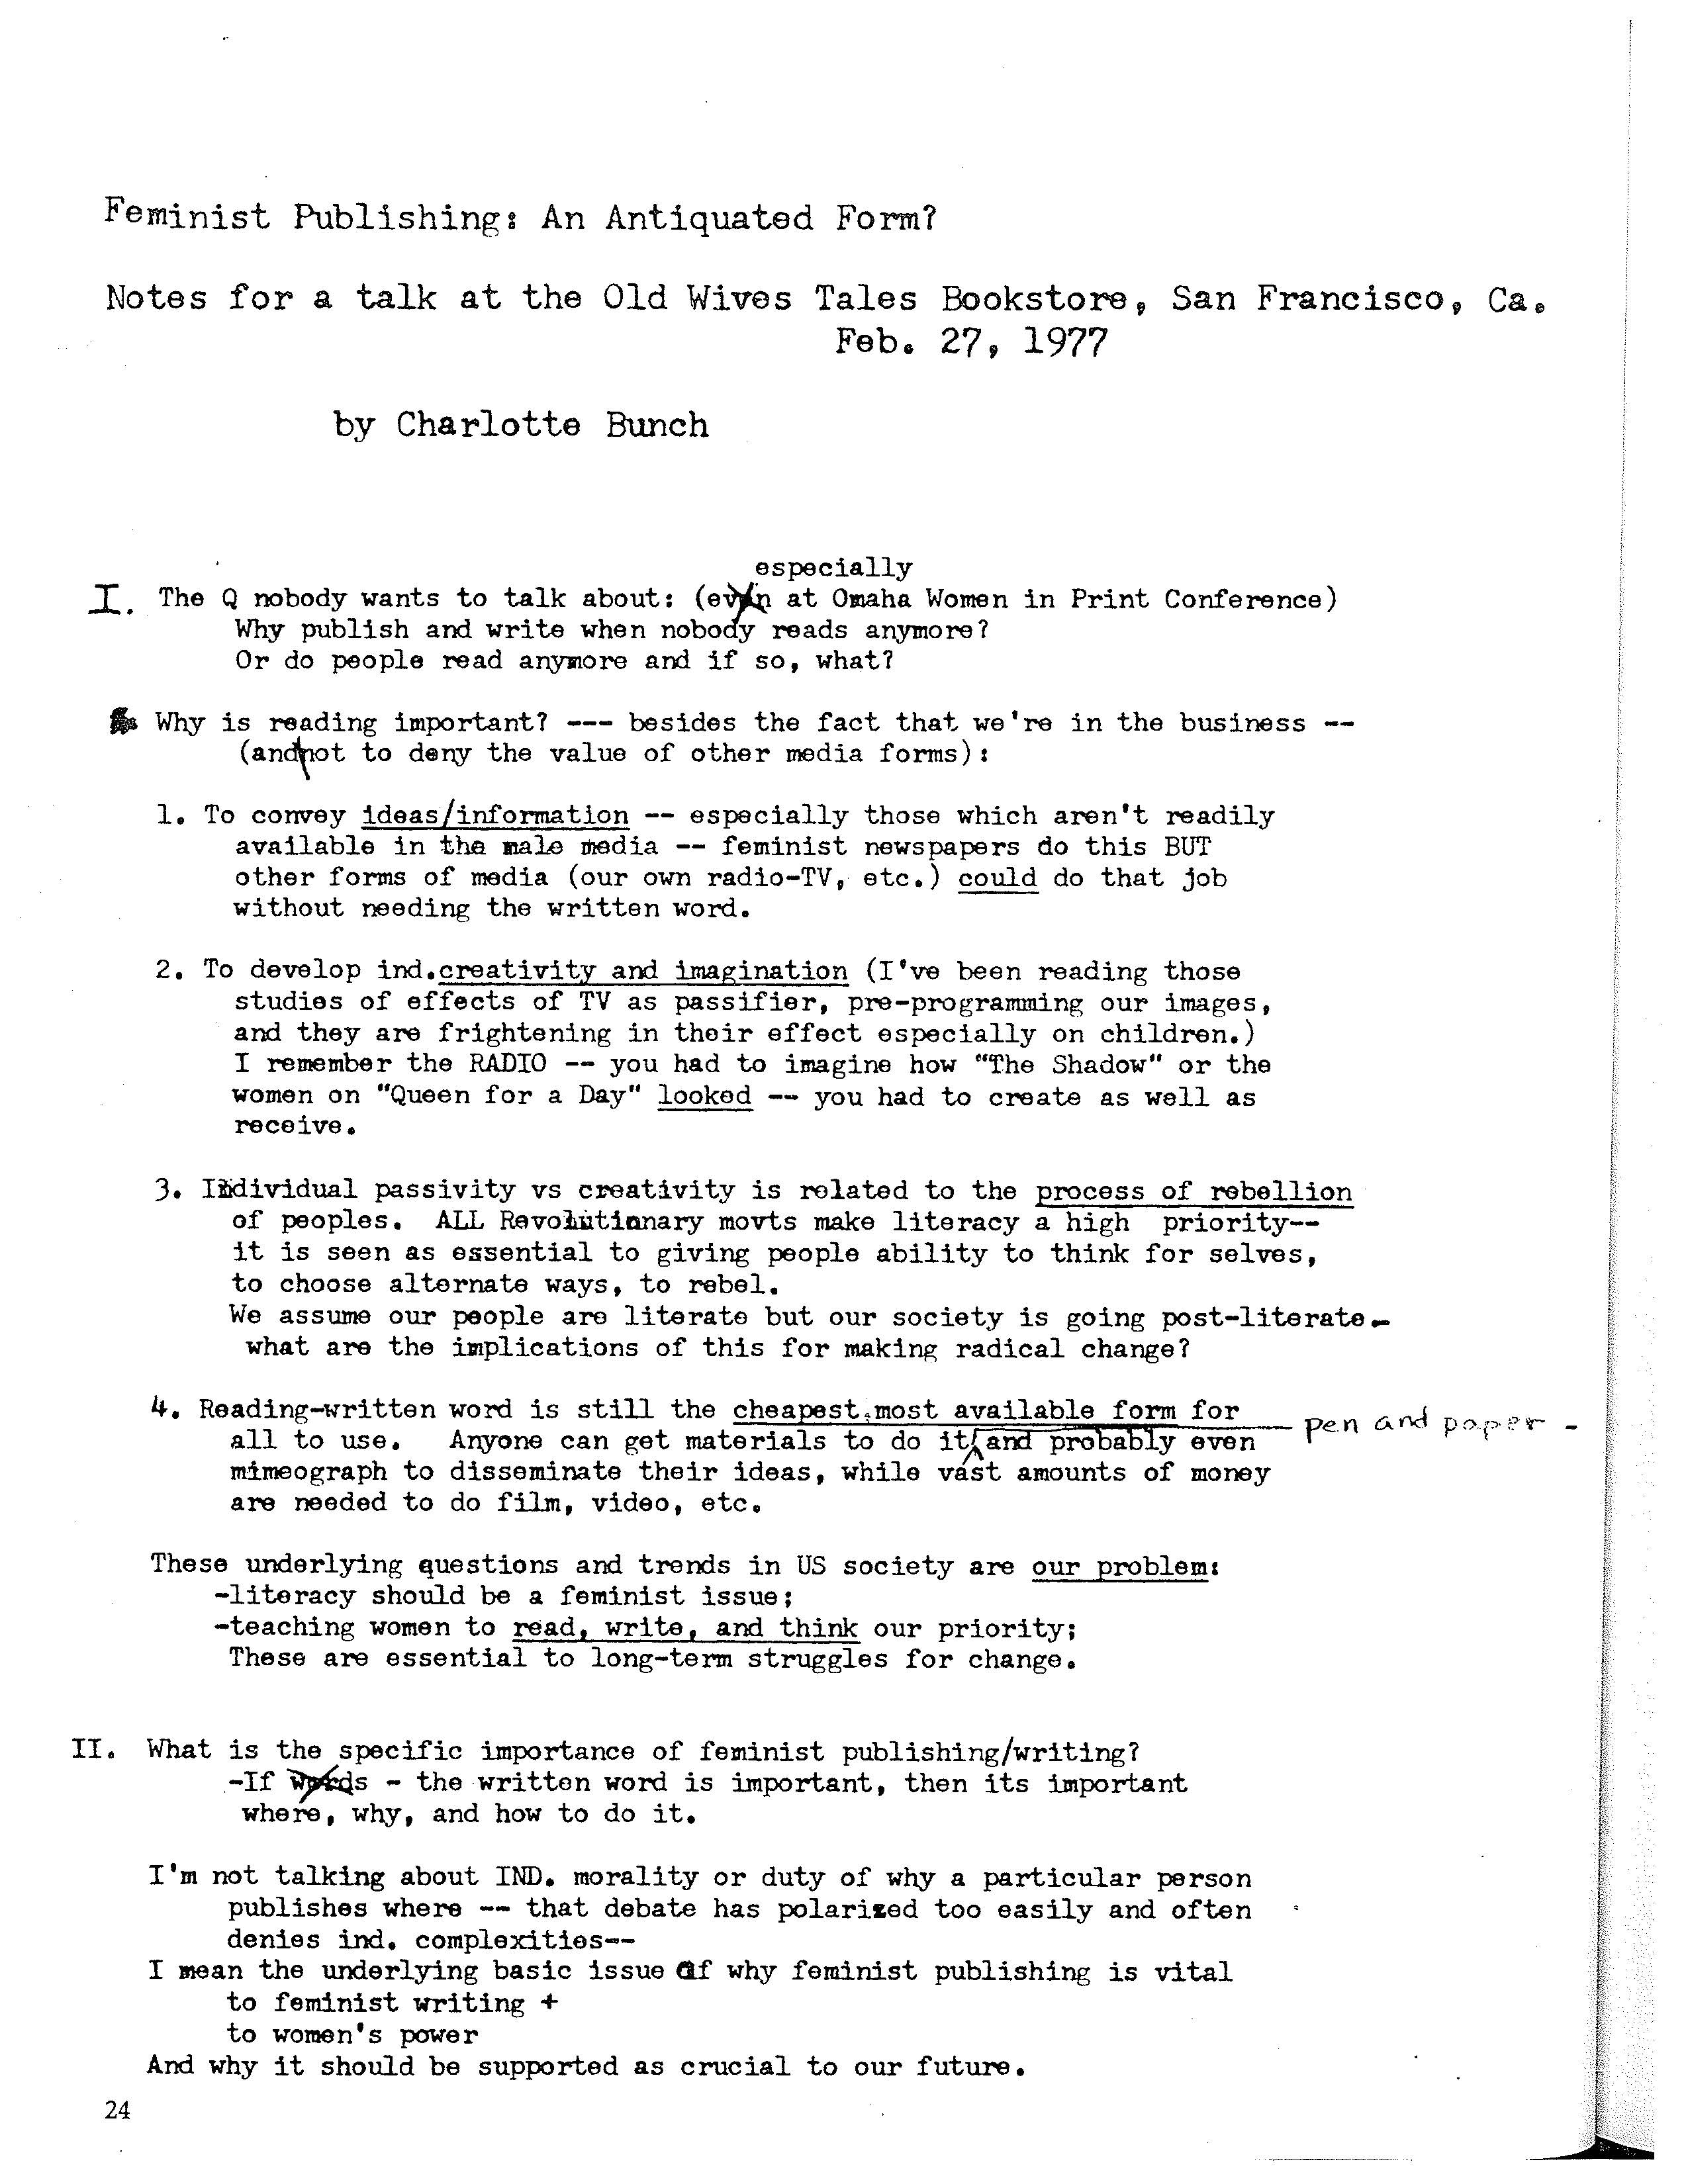 Feminist Publishing: An Antiquated Form?
Notes for a talk at the Old Wives Tales Bookstore, San Francisco, Ca.
Feb. 27, 1977
by Charlotte Bunch
especially
I. The Q nobody wants to talk about: (even at Omaha Women in Print Conference)
Why publish and write when nobody reads anymore?
Or do people read anymore and if so, what?
Why is reading important? --- besides the fact that we're in the business --
(and not to deny the value of other media forms):
1. To convey ideas/information -- especially those which aren't readily
available in the male media -- feminist newspapers do this BUT
other forms of media (our own radio-TV, etc.) could do that job
without needing the written word.
2. To develop ind.creativity and imagination (I've been reading those
studies of effects of TV as passifier, pre-programming our images,
and they are frightening in their effect especially on children.)
I remember the RADIO -- you had to imagine how "The Shadow" or the
women on "Queen for a Day" looked -- you had to create as well as
receive.
3. Individual passivity vs creativity is related to the process of rebellion
of peoples. ALL Revolutionary movts make literacy a high priority--
it is seen as essential to giving people ability to think for selves,
to choose alternate ways, to rebel.
We assume our people are literate but our society is going post-literate.-
what are the implications of this for making radical change?
4. Reading-written word is still the cheapest,most available form for
all to use. Anyone can get materials to do it, and probably even pen and paper -
mimeograph to disseminate their ideas, while vast amounts of money
are needed to do film, video, etc.
These underlying questions and trends in US society are our problem:
-literacy should be a feminist issue;
-teaching women to read, write, and think our priority;
These are essential to long-term struggles for change.
II. What is the specific importance of feminist publishing/writing?
-If words - the written word is important, then its important
where, why, and how to do it.
I'm not talking about IND. morality or duty of why a particular person
publishes where -- that debate has polarized too easily and often
denies ind. complexities--
I mean the underlying basic issue of why feminist publishing is vital
to feminist writing +
to women's power
And why it should be supported as crucial to our future.
24